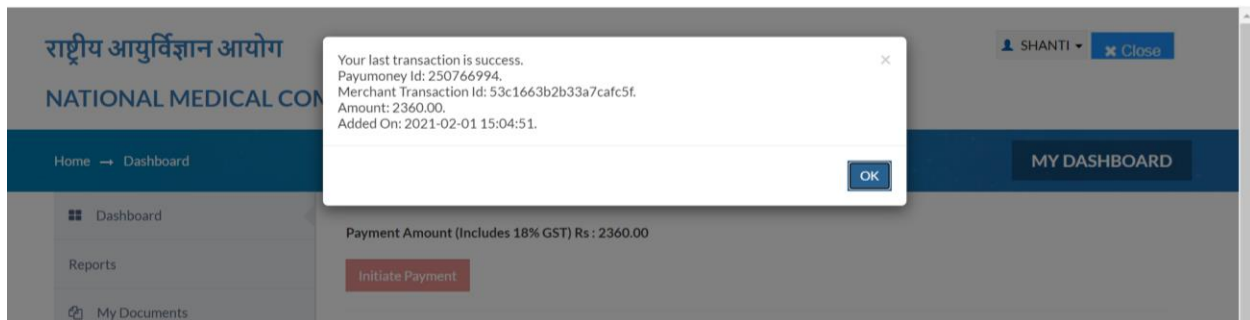 राष्ट्रीय आयुर्विज्ञान आयोग
NATIONAL MEDICAL COM
SHANTI
× Close
Your last transaction is success.
Payumoney Id: 250766994.
Merchant Transaction Id: 53c1663b2b33a7cafc5f.
Amount: 2360.00.
Added On: 2021-02-01 15:04:51.
×
OK
Home → Dashboard
MY DASHBOARD
Dashboard
Reports
My Documents
Payment Amount (Includes 18% GST) Rs : 2360.00
Initiate Payment